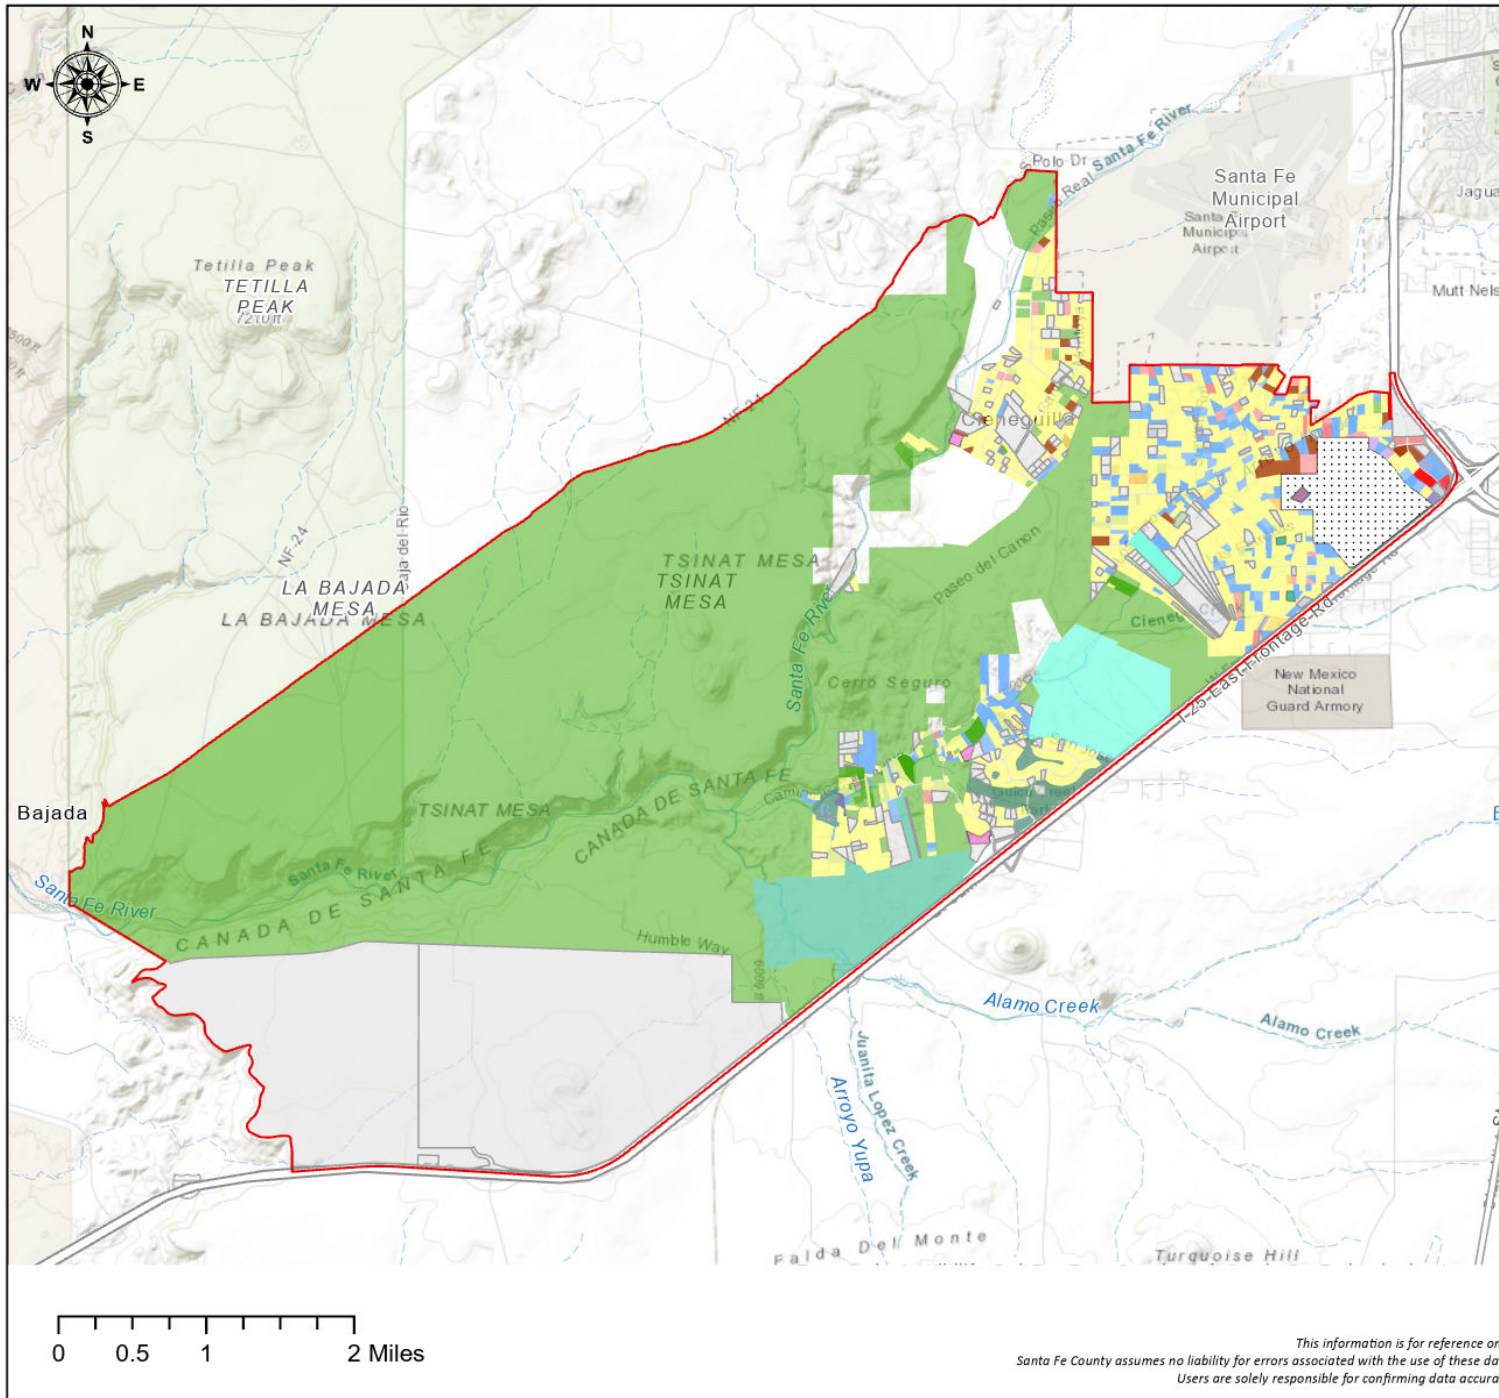 N
W
E
S
Polo Dr
Santa Fe River
Paseo Real
Santa Fe
Municipal
Airport
Santa
Airport
Mutt Nels
Tetilla Peak
TETILLA
PEAK
Cieneguilla
NF-24
NF-24
Caja del Rio
TSINAT MESA
TSINAT
MESA
LA BAJADA
MESA
LA BAJADA MESA
Paseo del Canon
Santa Fe River
Cerro Seguro
I-25-East-Frontage-Rd
New Mexico
National
Guard Armory
Bajada
TSINAT MESA
CANADA DE SANTA FE
Santa Fe River
Santa Fe River
CANADA DE SANTA FE
Humble Way
6000 ft
Alamo Creek
Alamo Creek
Juanita Lopez Creek
Arroyo Yupa
Falda Del Monte
Turquoise Hill
0
0.5
1
2 Miles
This information is for reference on
Santa Fe County assumes no liability for errors associated with the use of these da
Users are solely responsible for confirming data accura